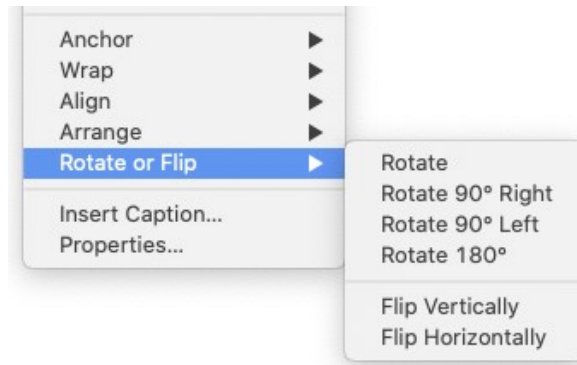 Anchor
Wrap
Align
Arrange
Rotate or Flip
Insert Caption...
Properties...
Rotate
Rotate 90° Right
Rotate 90° Left
Rotate 180°
Flip Vertically
Flip Horizontally